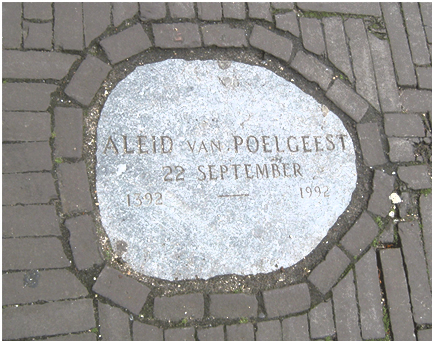 ALEID VAN POELGEEST
22 SEPTEMBER
1392 — 1992